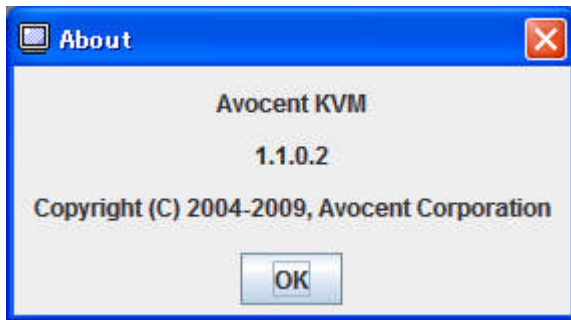 About
Avocent KVM
1.1.0.2
Copyright (C) 2004-2009, Avocent Corporation
OK